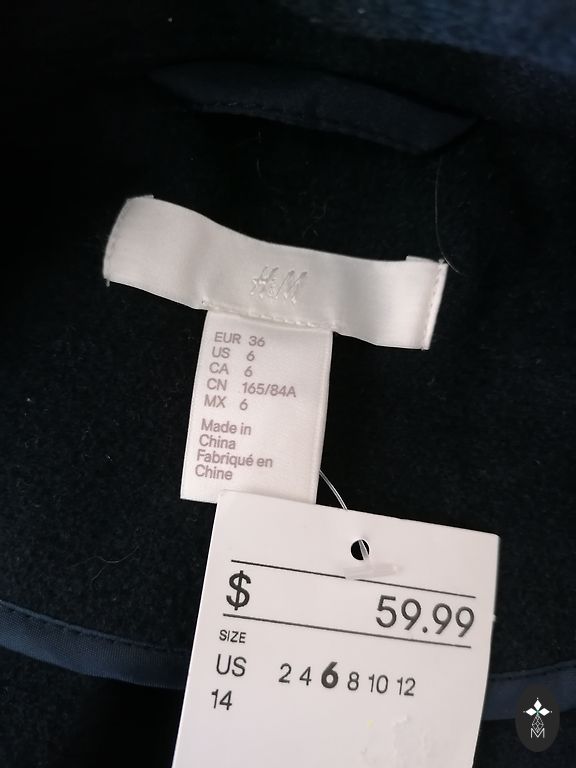 H&M
EUR 36
US 6
CA 6
CN 165/84A
MX 6
Made in
China
Fabriqué en
Chine
$ 59.99
SIZE
US 2 4 6 8 10 12
14
M